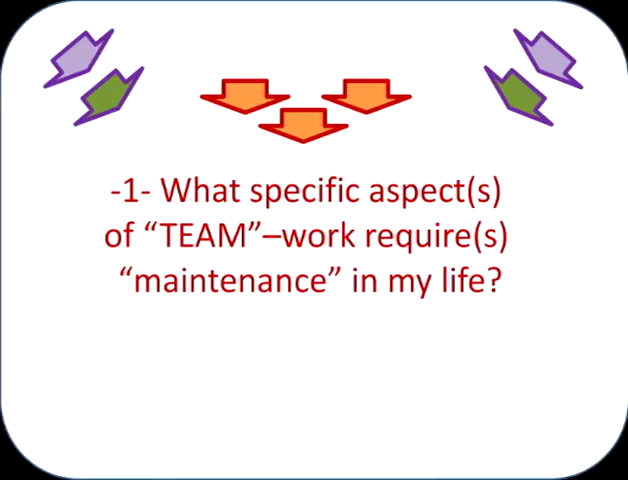 -1- What specific aspect(s)
of “TEAM”–work require(s)
“maintenance” in my life?